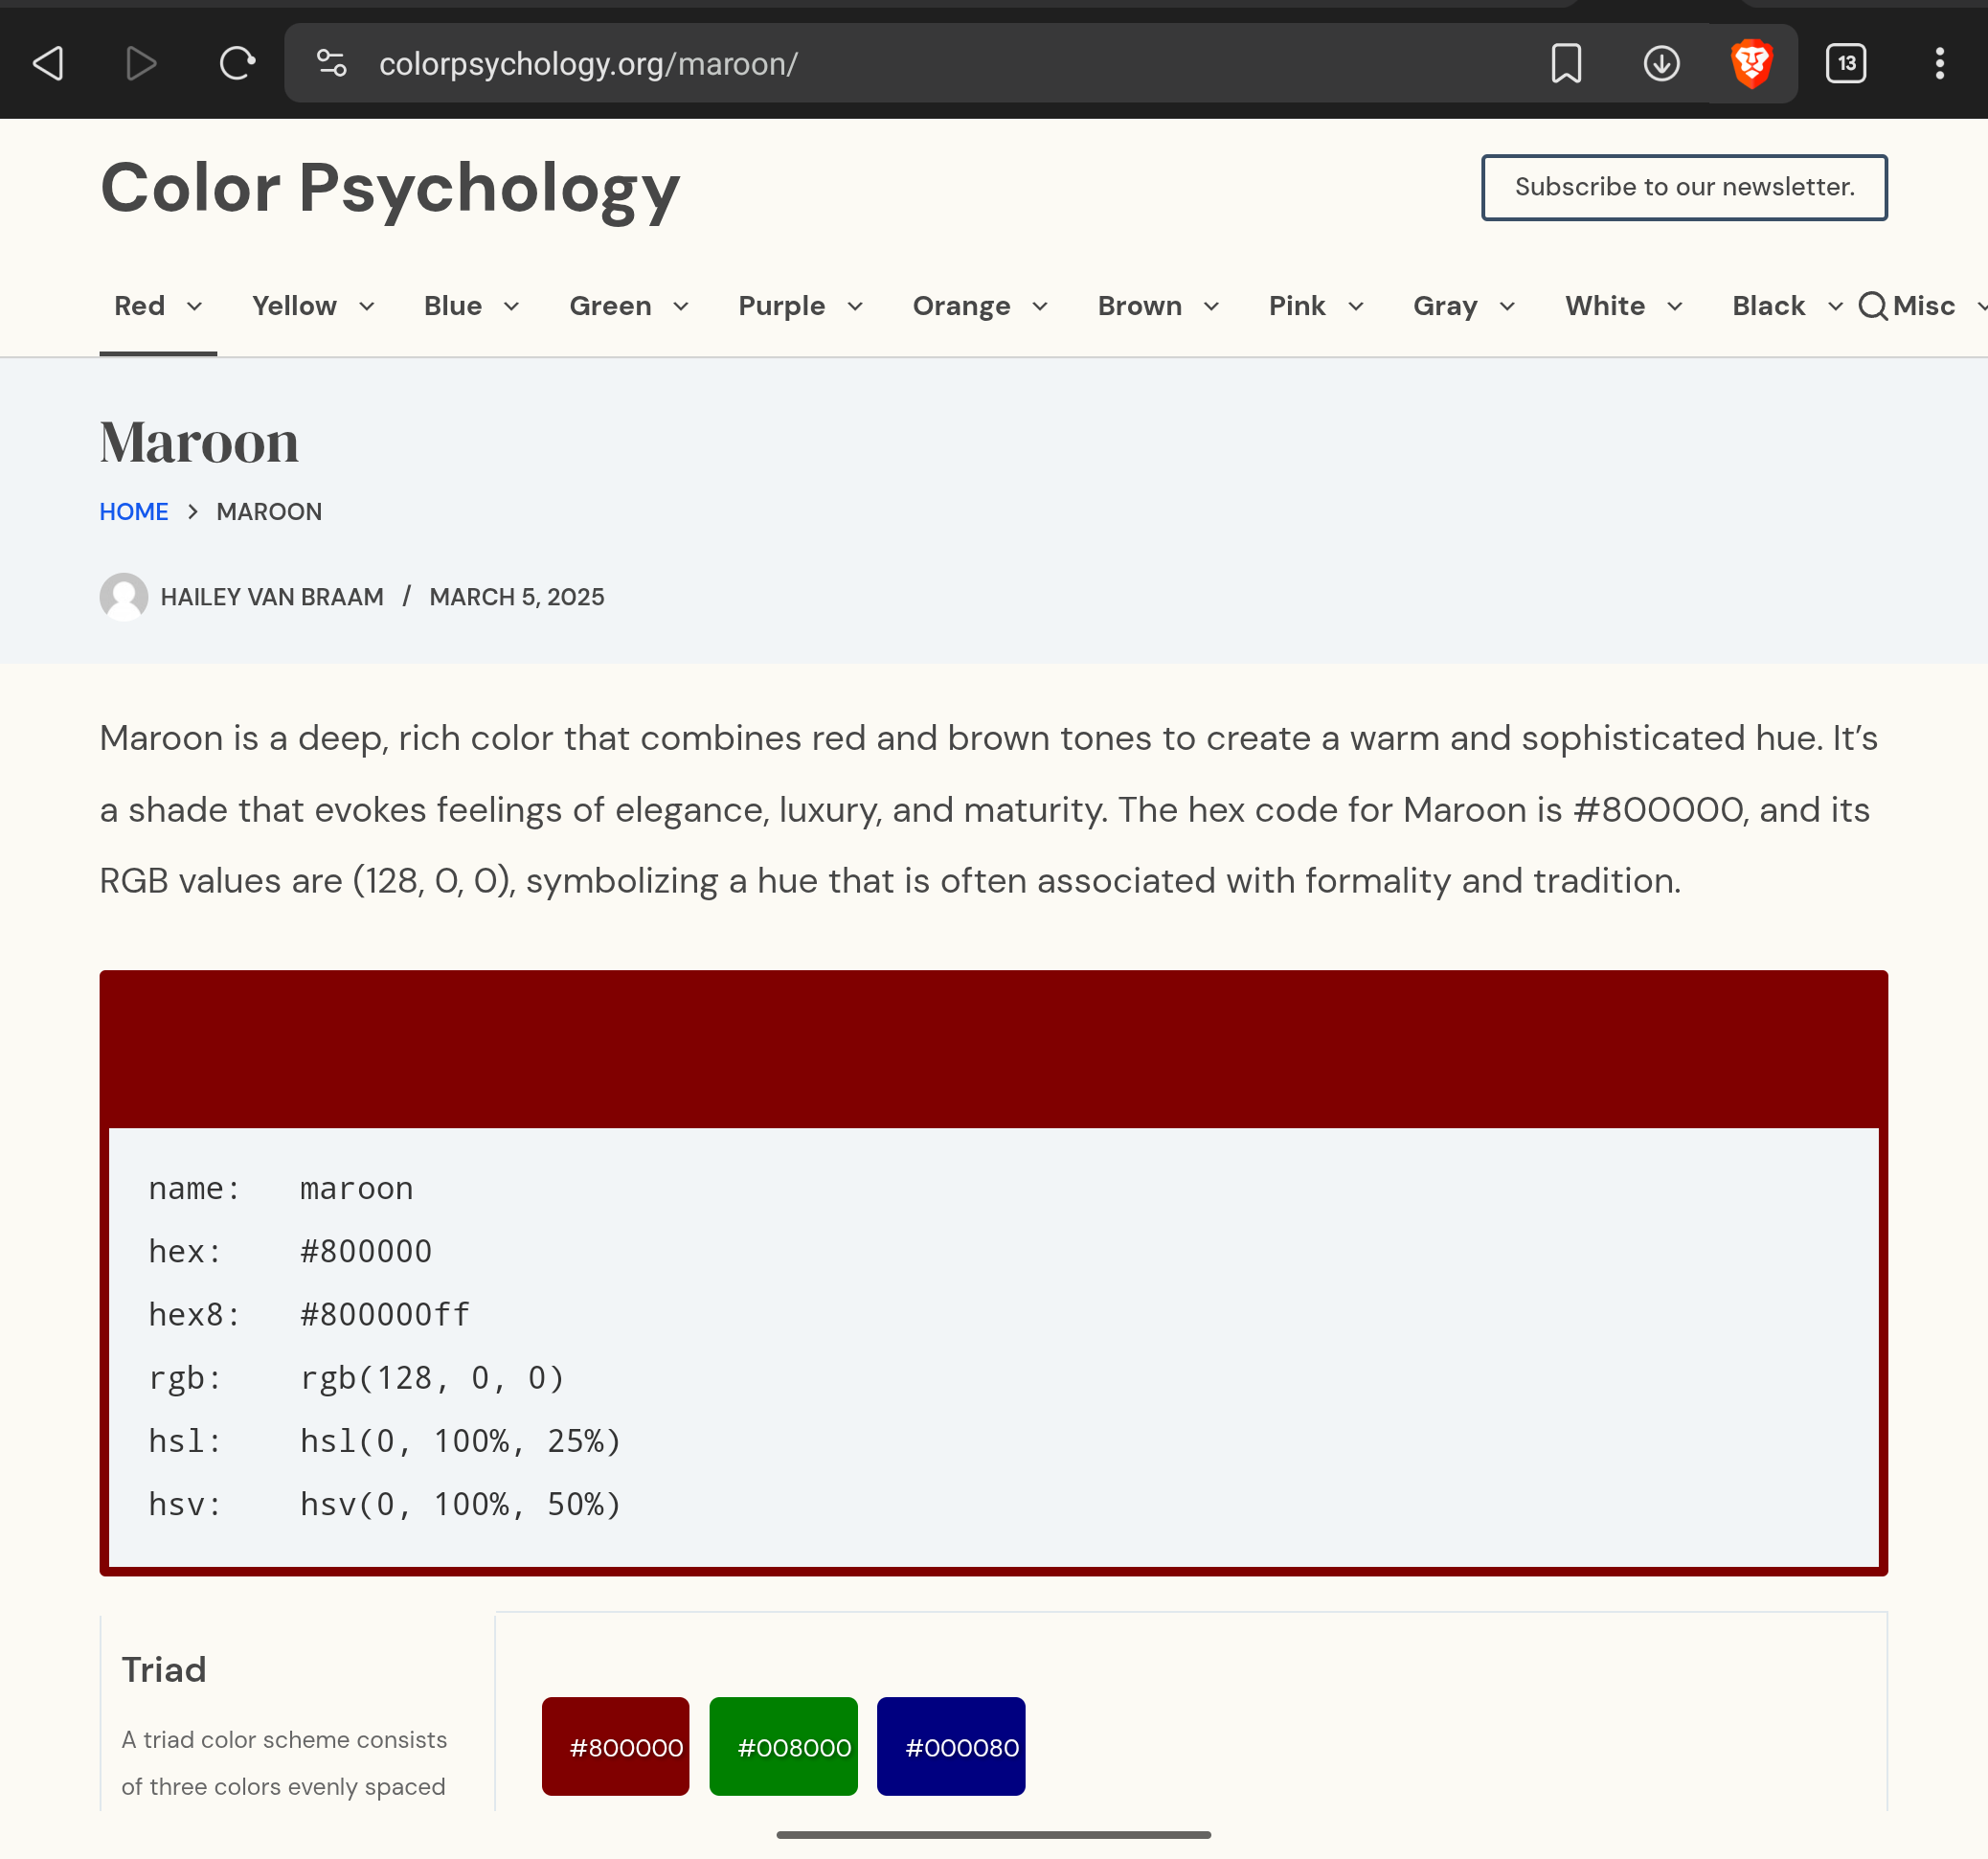 colorpsychology.org/maroon/
13
Color Psychology
Subscribe to our newsletter.
Red Yellow Blue Green Purple Orange Brown Pink Gray White Black Misc
Maroon
HOME > MAROON
HAILEY VAN BRAAM / MARCH 5, 2025
Maroon is a deep, rich color that combines red and brown tones to create a warm and sophisticated hue. It’s
a shade that evokes feelings of elegance, luxury, and maturity. The hex code for Maroon is #800000, and its
RGB values are (128, 0, 0), symbolizing a hue that is often associated with formality and tradition.
name: maroon
hex: #800000
hex8: #800000ff
rgb: rgb(128, 0, 0)
hsl: hsl(0, 100%, 25%)
hsv: hsv(0, 100%, 50%)
Triad
A triad color scheme consists
of three colors evenly spaced
#800000 #008000 #000080